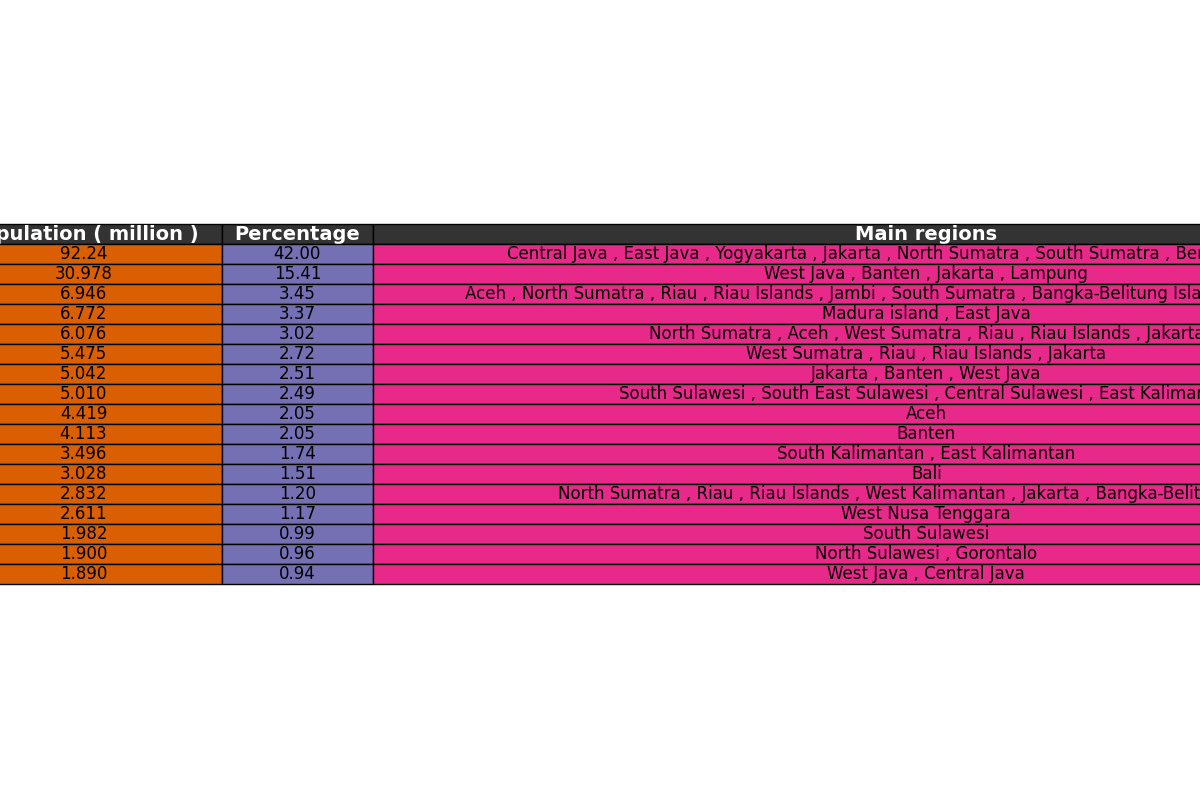 ( million ) Percentage Main regions
92.24 42.00 Central Java , East Java , Yogyakarta , Jakarta , North Sumatra , South Sumatra ,
30.978 15.41 West Java , Banten , Jakarta , Lampung
6.946 3.45 Aceh , North Sumatra , Riau , Riau Islands , Jambi , South Sumatra , Bangka-Belitung
6.772 3.37 Madura island , East Java
6.076 3.02 North Sumatra , Aceh , West Sumatra , Riau , Riau Islands , Jakarta
5.475 2.72 West Sumatra , Riau , Riau Islands , Jakarta
5.042 2.51 Jakarta , Banten , West Java
5.010 2.49 South Sulawesi , South East Sulawesi , Central Sulawesi , East
4.419 2.05 Aceh
4.113 2.05 Banten
3.496 1.74 South Kalimantan , East Kalimantan
3.028 1.51 Bali
2.832 1.20 North Sumatra , Riau , Riau Islands , West Kalimantan , Jakarta ,
2.611 1.17 West Nusa Tenggara
1.982 0.99 South Sulawesi
1.900 0.96 North Sulawesi , Gorontalo
1.890 0.94 West Java , Central Java